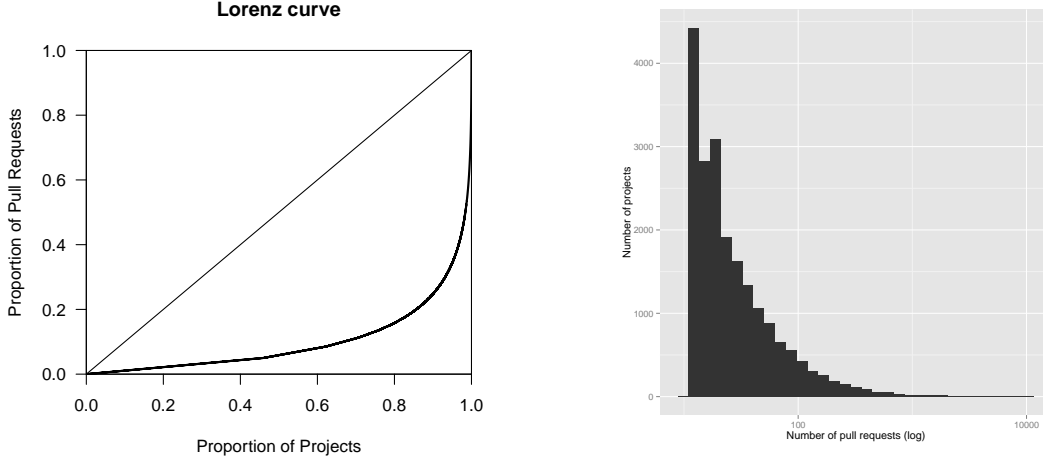 Lorenz curve
Proportion of Pull Requests
1.0
0.8
0.6
0.4
0.2
0.0
0.0 0.2 0.4 0.6 0.8 1.0
Proportion of Projects
Number of projects
4000
3000
2000
1000
0
100 10000
Number of pull requests (log)